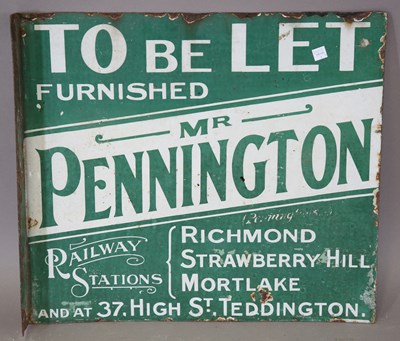 TO BE LET
FURNISHED
MR
PENNINGTON
RAILWAY STATIONS
RICHMOND
STRAWBERRY HILL
MORTLAKE
AND AT 37. HIGH ST. TEDDINGTON.